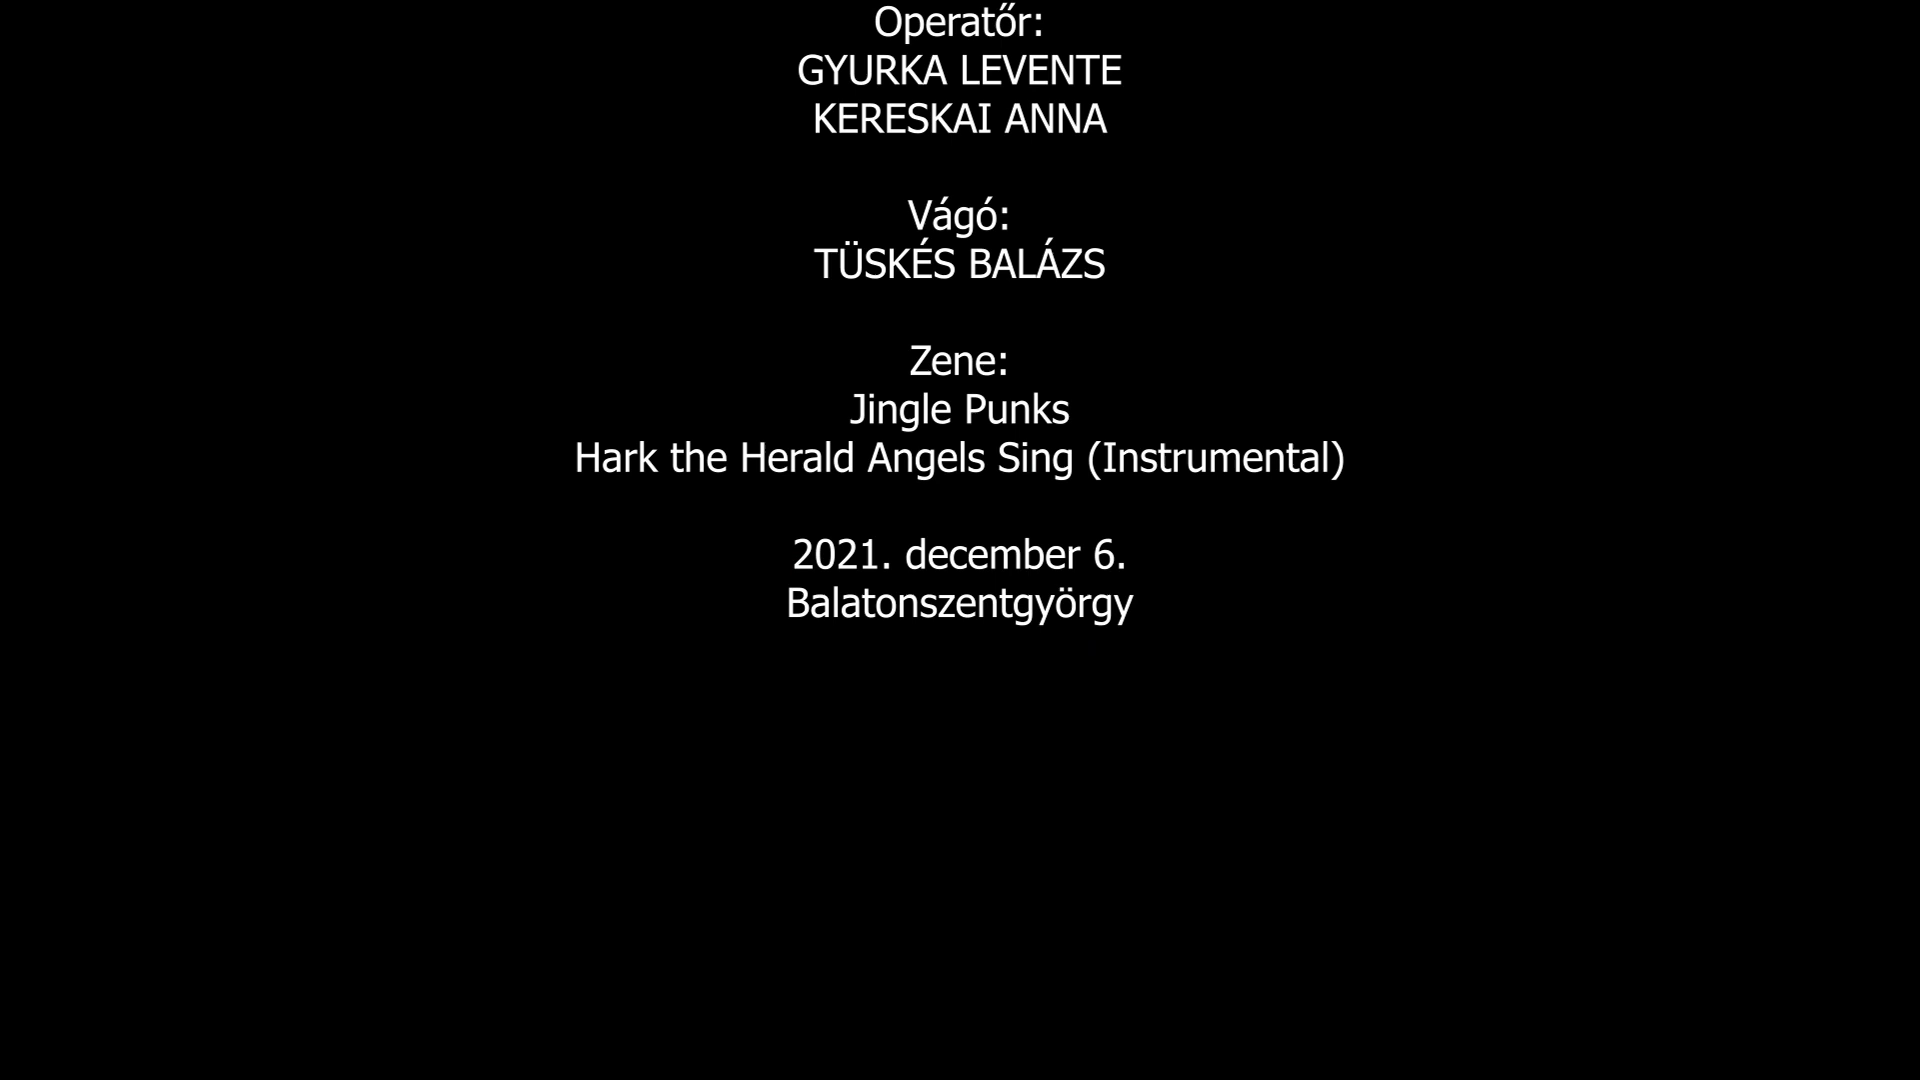 Operatőr:
GYURKA LEVENTE
KERESKAI ANNA
Vágó:
TÜSKÉS BALÁZS
Zene:
Jingle Punks
Hark the Herald Angels Sing (Instrumental)
2021. december 6.
Balatonszentgyörgy